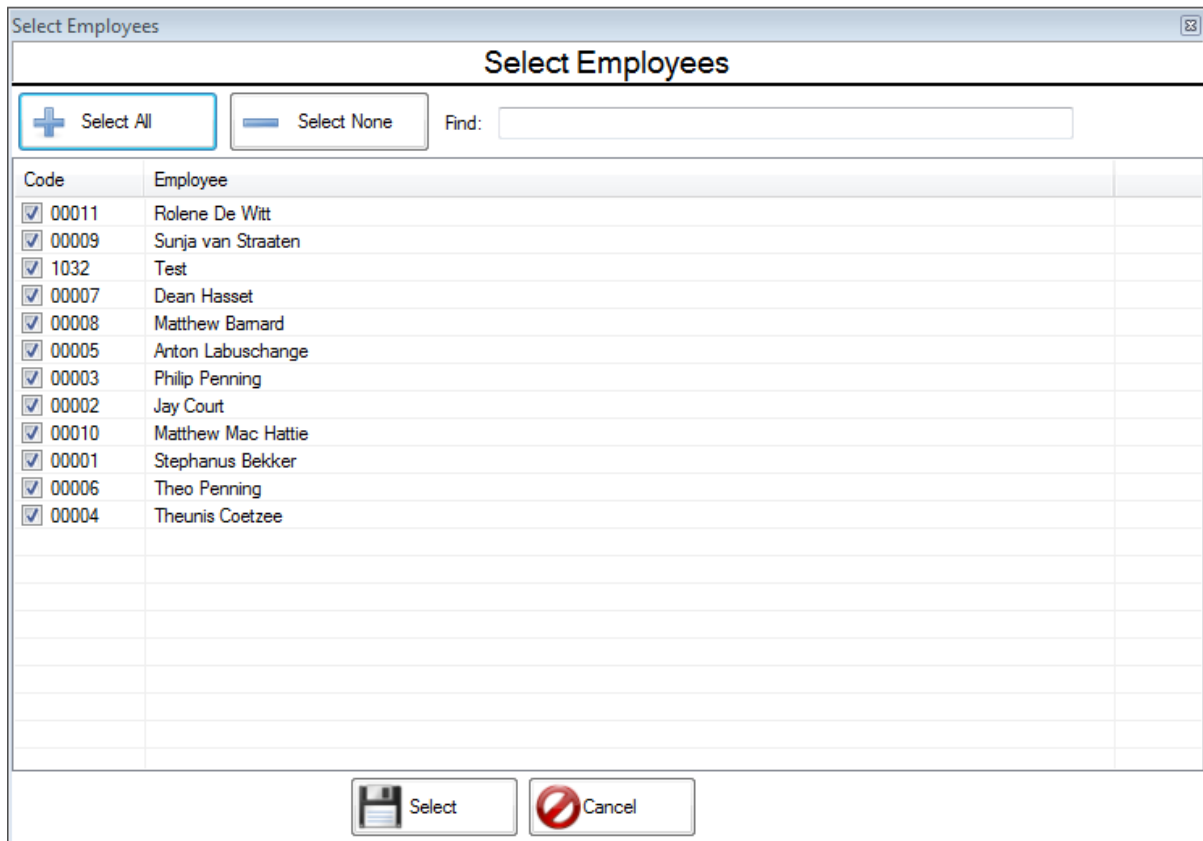 Select Employees
Select Employees
Select All Select None Find:
Code Employee
00011 Rolene De Witt
00009 Sunja van Straaten
1032 Test
00007 Dean Hasset
00008 Matthew Barnard
00005 Anton Labuschange
00003 Philip Penning
00002 Jay Court
00010 Matthew Mac Hattie
00001 Stephanus Bekker
00006 Theo Penning
00004 Theunis Coetzee
Select Cancel